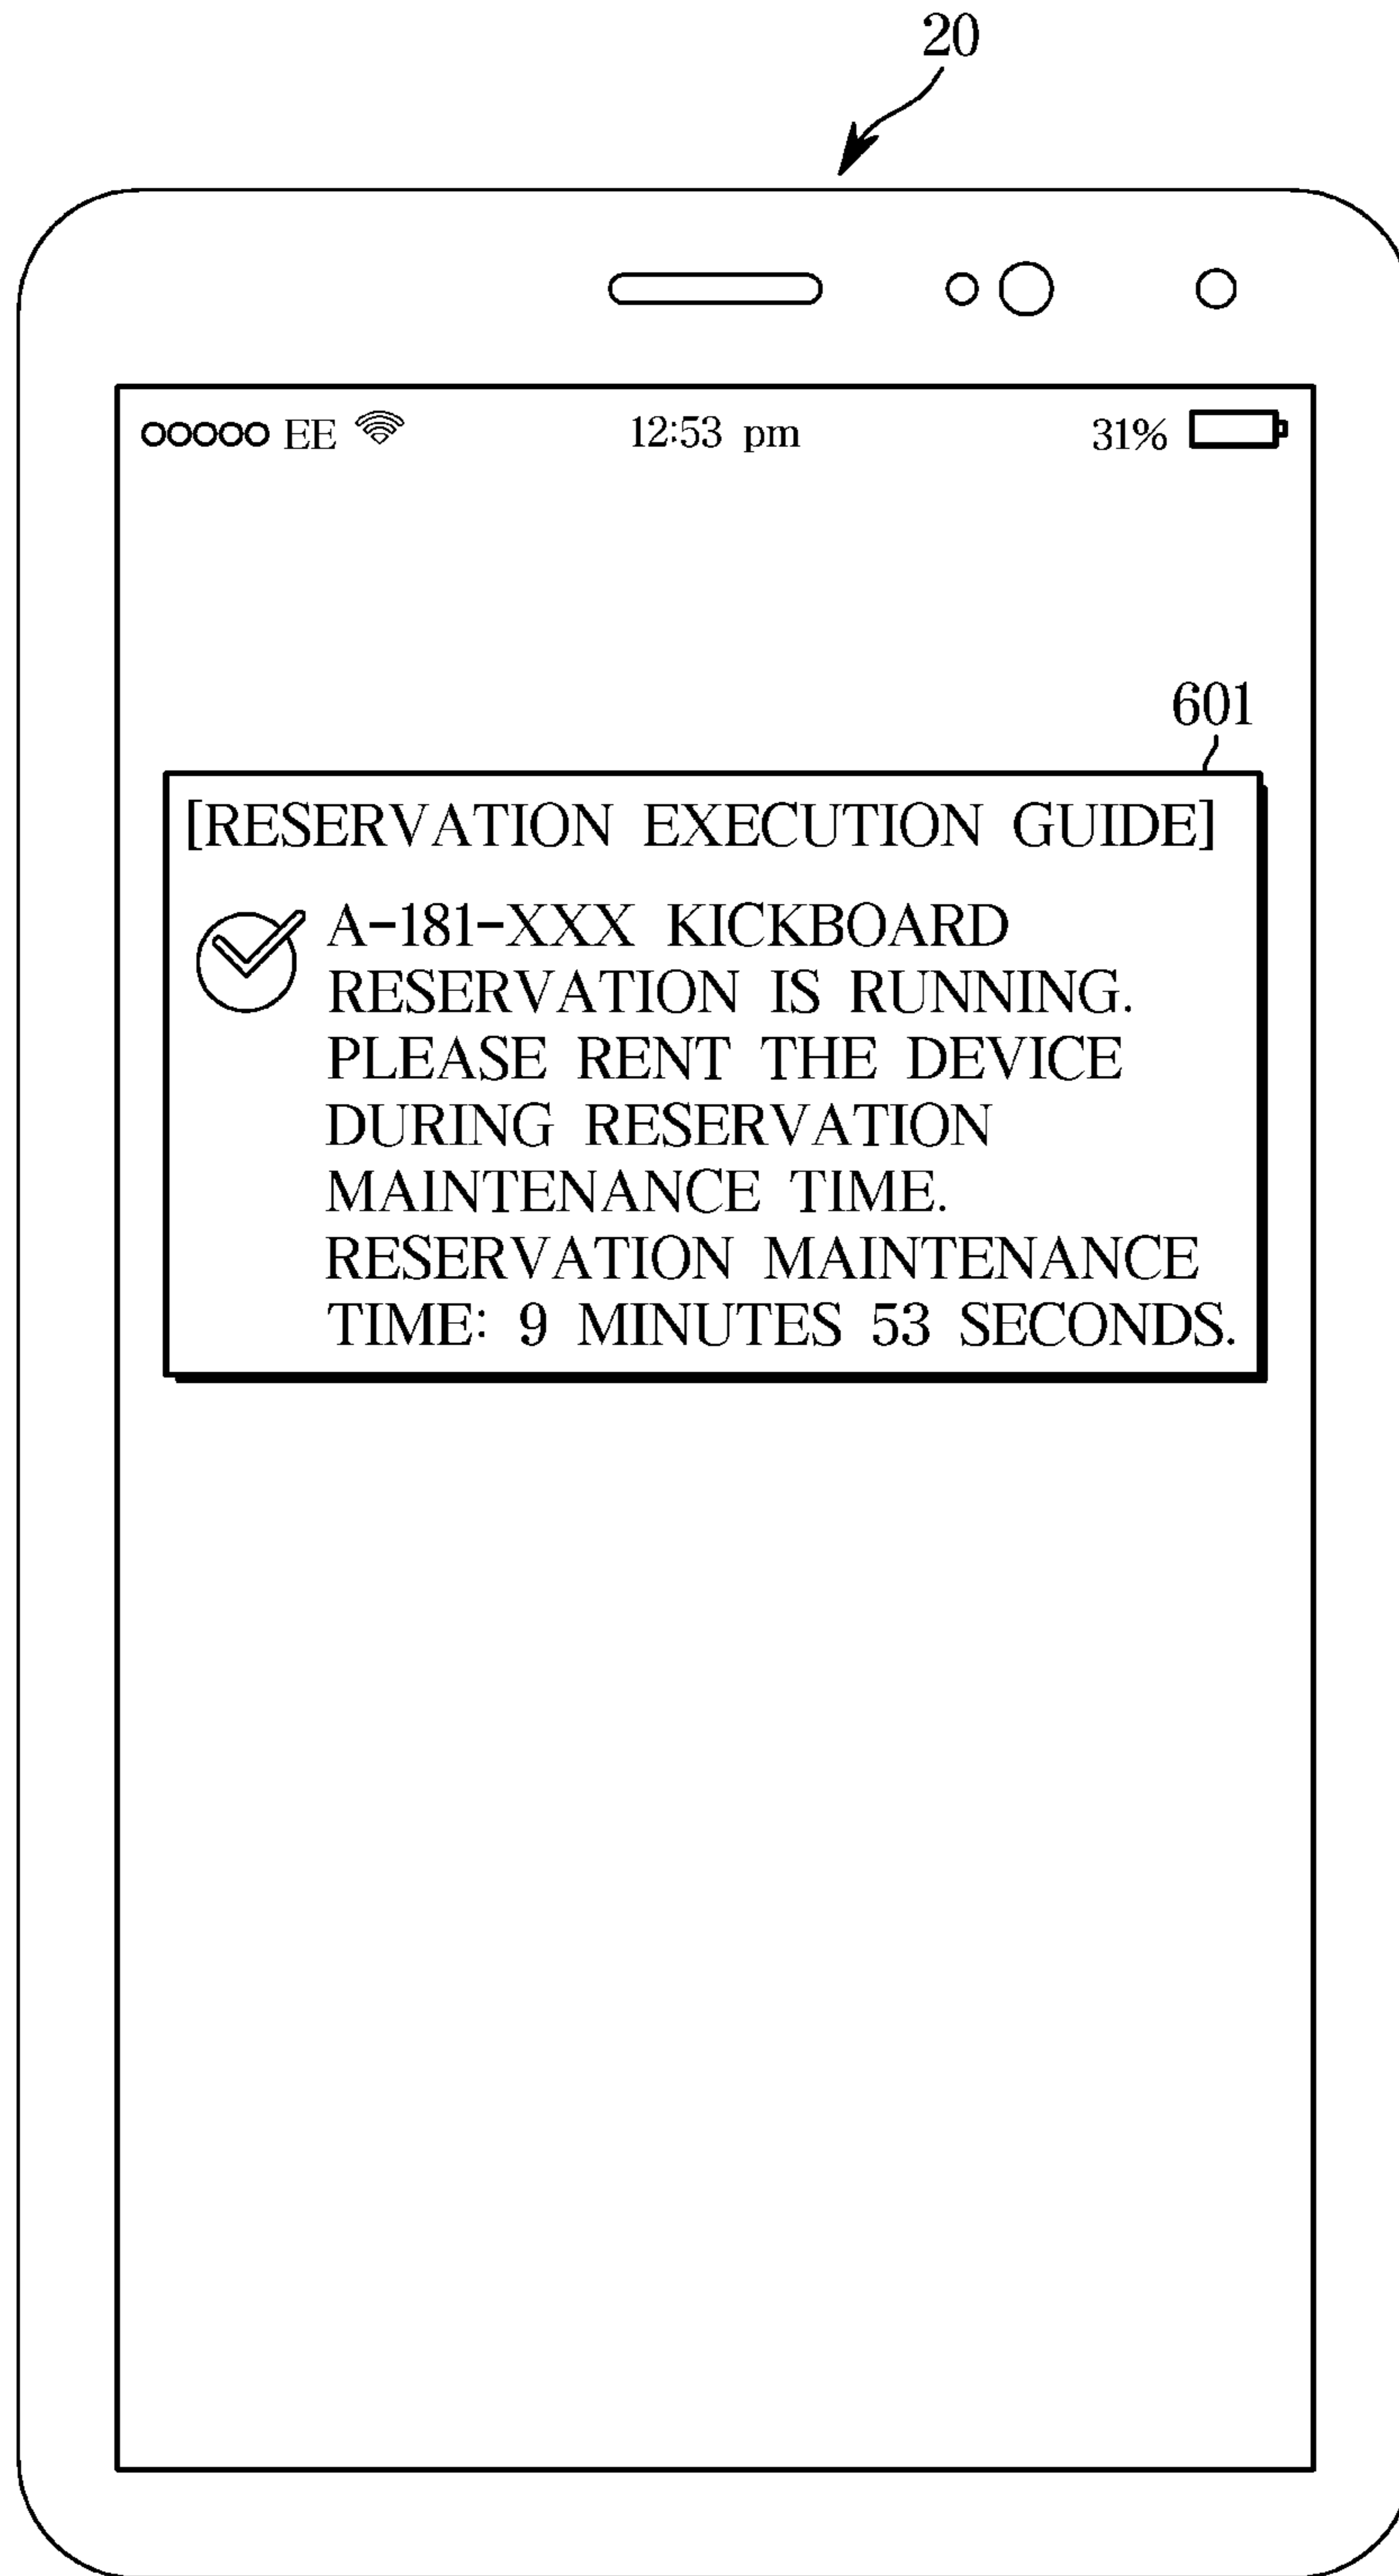 20
EE 12:53 pm 31%
601
[RESERVATION EXECUTION GUIDE]
A-181-XXX KICKBOARD
RESERVATION IS RUNNING.
PLEASE RENT THE DEVICE
DURING RESERVATION
MAINTENANCE TIME.
RESERVATION MAINTENANCE
TIME: 9 MINUTES 53 SECONDS.